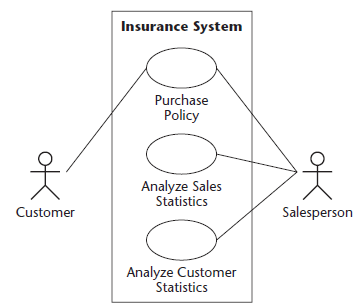 Insurance System
Purchase
Policy
Analyze Sales
Statistics
Customer
Salesperson
Analyze Customer
Statistics